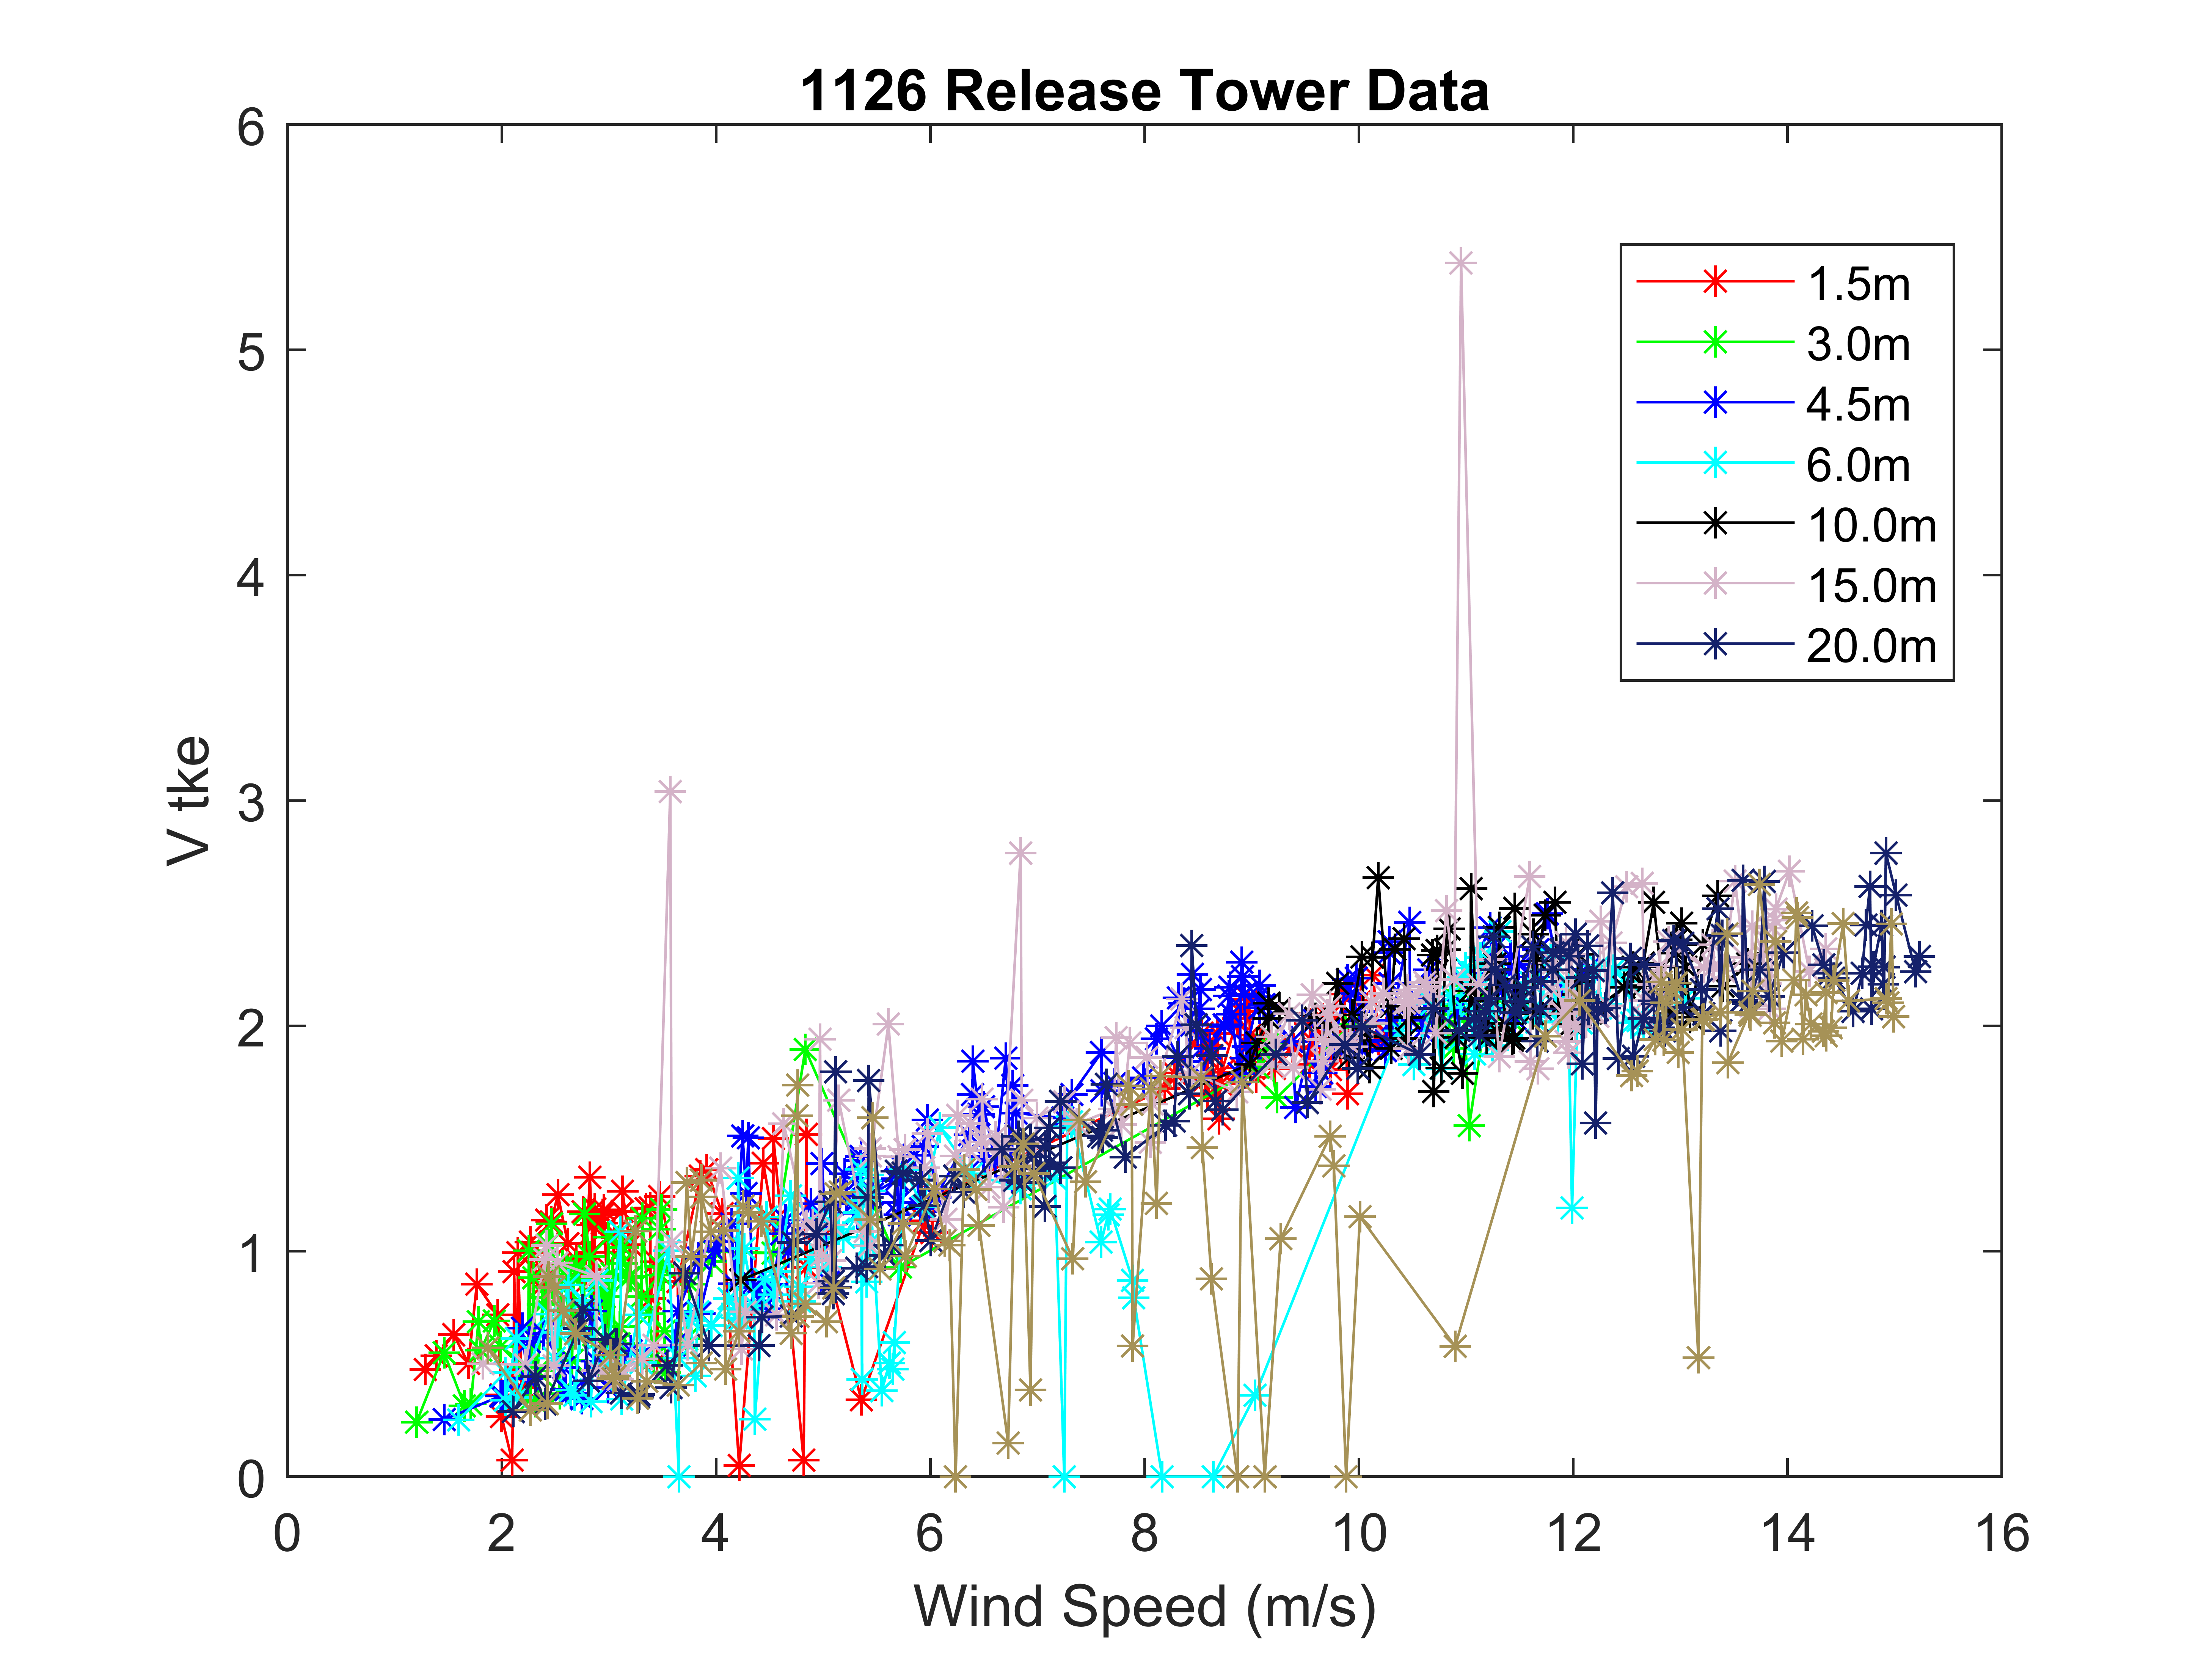 1126 Release Tower Data
6
5
4
3
2
1
0
V tke
1.5m
3.0m
4.5m
6.0m
10.0m
15.0m
20.0m
0 2 4 6 8 10 12 14 16
Wind Speed (m/s)